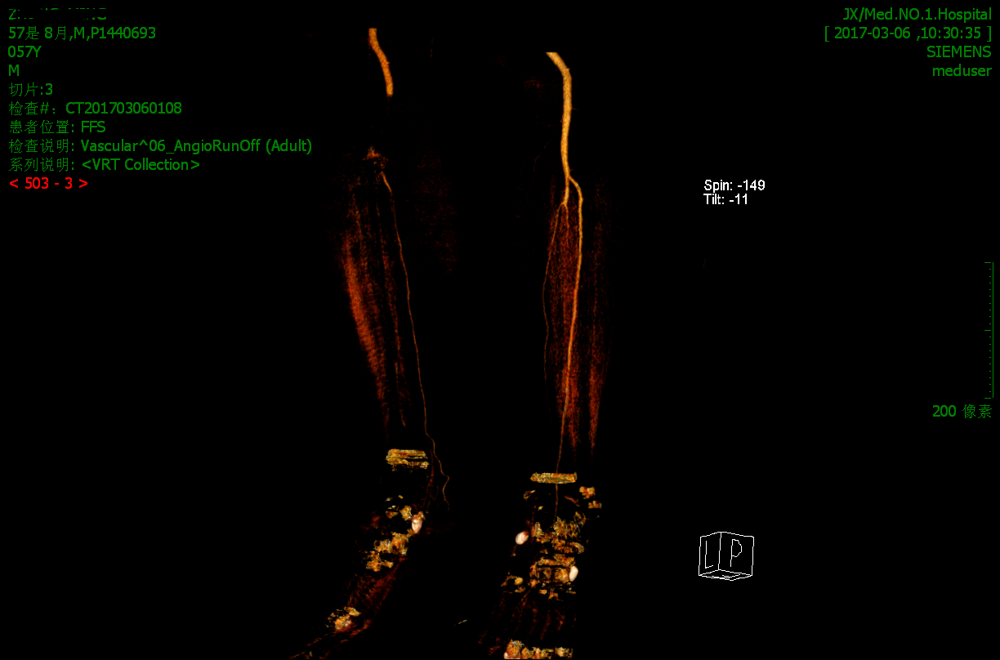 57是 8月,M,P1440693
057Y
M
切片:3
检查#：CT201703060108
患者位置: FFS
检查说明: Vascular^06_AngioRunOff (Adult)
系列说明: <VRT Collection>
< 503 - 3 >
JX/Med.NO.1.Hospital
[ 2017-03-06 ,10:30:35 ]
SIEMENS
meduser
Spin: -149
Tilt: -11
200 像素
L P